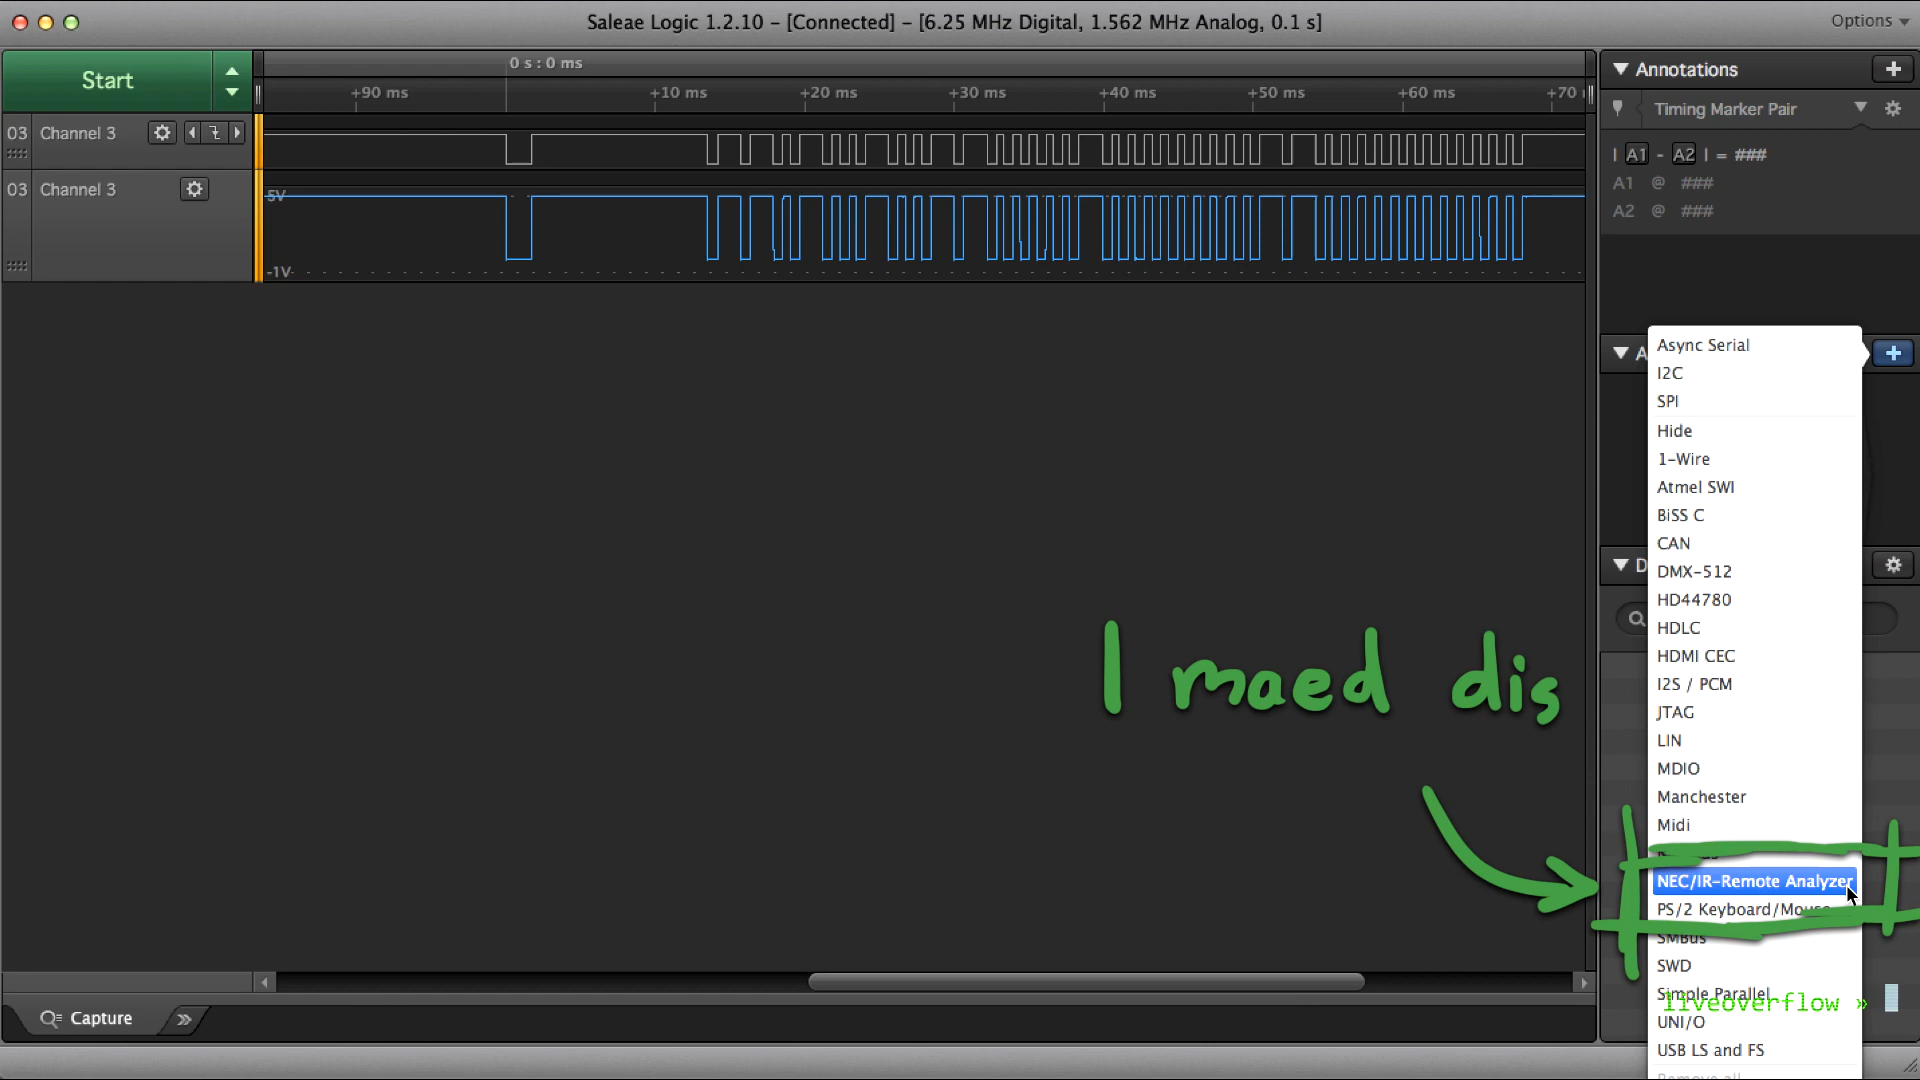 Saleae Logic 1.2.10 – [Connected] – [6.25 MHz Digital, 1.562 MHz Analog, 0.1 s]
Options
Start
0 s : 0 ms
+90 ms
+10 ms
+20 ms
+30 ms
+40 ms
+50 ms
+60 ms
+70
03 Channel 3
03 Channel 3
5V
-1V
Annotations
Timing Marker Pair
| A1 - A2 | = ###
A1 @ ###
A2 @ ###
A
D
Async Serial
I2C
SPI
Hide
1-Wire
Atmel SWI
BiSS C
CAN
DMX-512
HD44780
HDLC
HDMI CEC
I2S / PCM
JTAG
LIN
MDIO
Manchester
Midi
NEC/IR-Remote Analyzer
PS/2 Keyboard/Mouse
SMBus
SWD
Simple Parallel
UNI/O
USB LS and FS
I maed dis
liveoverflow »
Capture